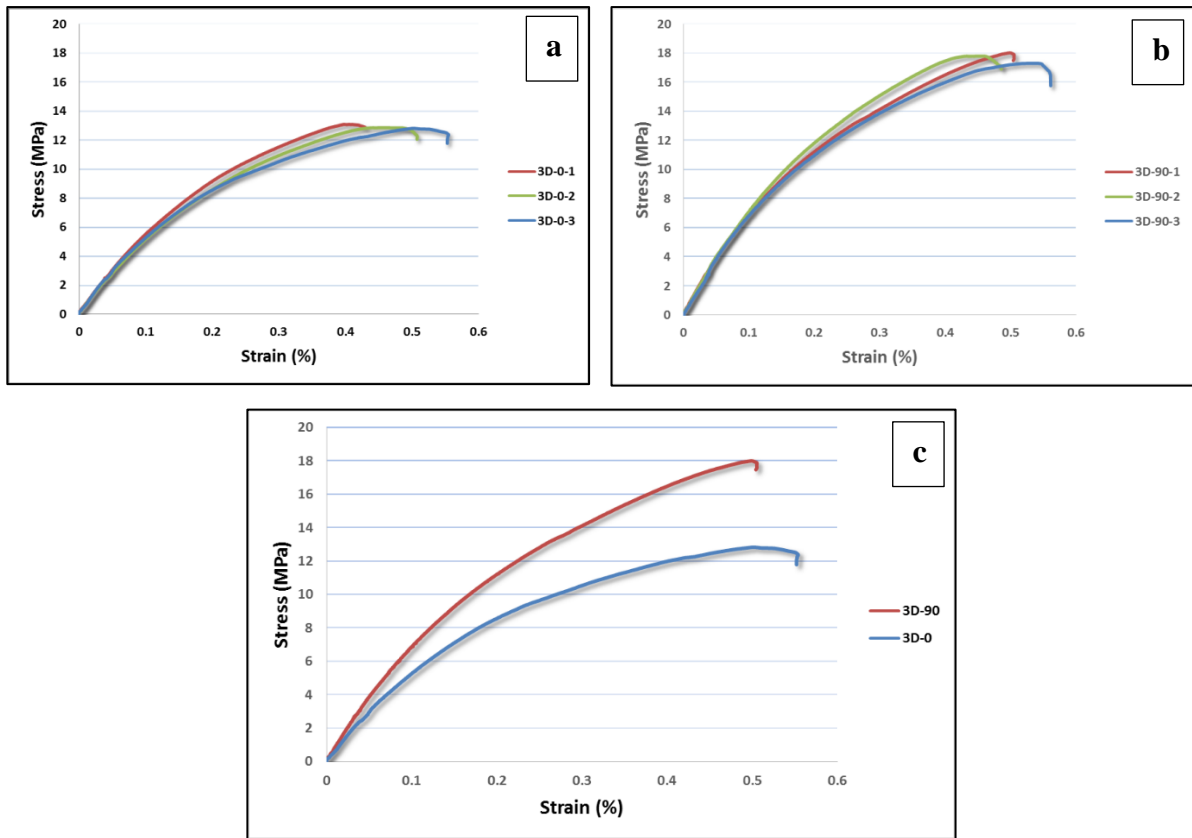 a
Stress (MPa)
20
18
16
14
12
10
8
6
4
2
0
0 0.1 0.2 0.3 0.4 0.5 0.6
Strain (%)
3D-0-1
3D-0-2
3D-0-3
b
Stress (MPa)
20
18
16
14
12
10
8
6
4
2
0
0 0.1 0.2 0.3 0.4 0.5 0.6
Strain (%)
3D-90-1
3D-90-2
3D-90-3
c
Stress (MPa)
20
18
16
14
12
10
8
6
4
2
0
0 0.1 0.2 0.3 0.4 0.5 0.6
Strain (%)
3D-90
3D-0